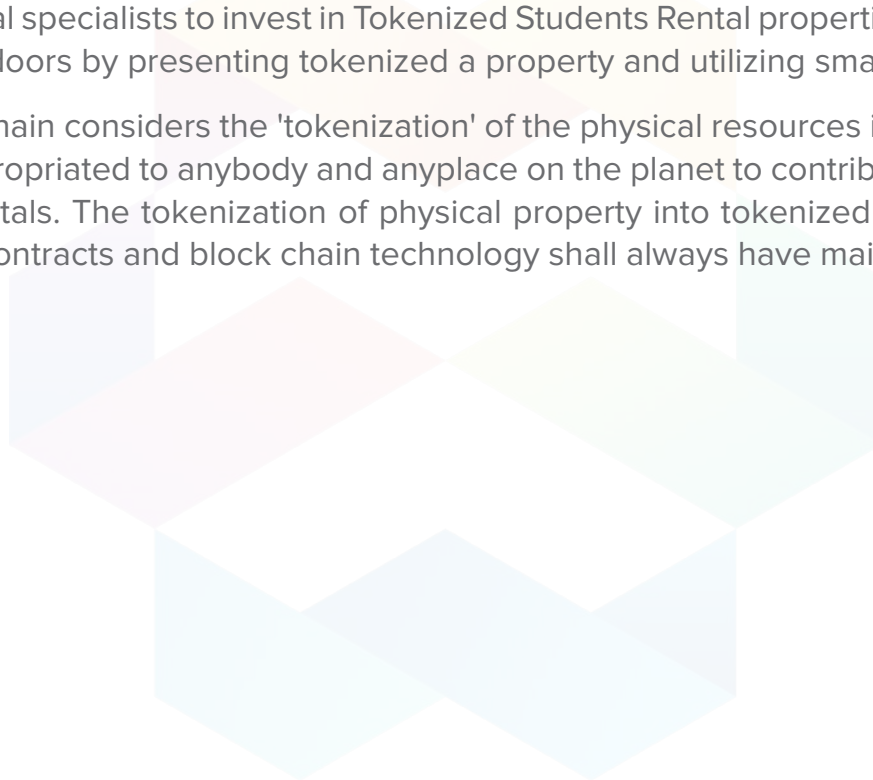 al specialists to invest in Tokenized Students Rental properti
doors by presenting tokenized a property and utilizing sma
hain considers the 'tokenization' of the physical resources i
ropriated to anybody and anyplace on the planet to contrib
tals. The tokenization of physical property into tokenized
ontracts and block chain technology shall always have mai